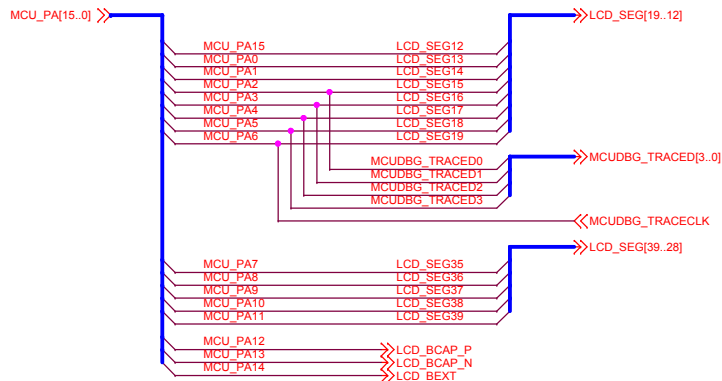 MCU_PA[15..0] LCD_SEG[19..12]
MCU_PA15 LCD_SEG12
MCU_PA0 LCD_SEG13
MCU_PA1 LCD_SEG14
MCU_PA2 LCD_SEG15
MCU_PA3 LCD_SEG16
MCU_PA4 LCD_SEG17
MCU_PA5 LCD_SEG18
MCU_PA6 LCD_SEG19
MCUDBG_TRACED0 MCUDBG_TRACED[3..0]
MCUDBG_TRACED1
MCUDBG_TRACED2
MCUDBG_TRACED3
MCUDBG_TRACECLK
LCD_SEG[39..28]
MCU_PA7 LCD_SEG35
MCU_PA8 LCD_SEG36
MCU_PA9 LCD_SEG37
MCU_PA10 LCD_SEG38
MCU_PA11 LCD_SEG39
MCU_PA12 LCD_BCAP_P
MCU_PA13 LCD_BCAP_N
MCU_PA14 LCD_BEXT